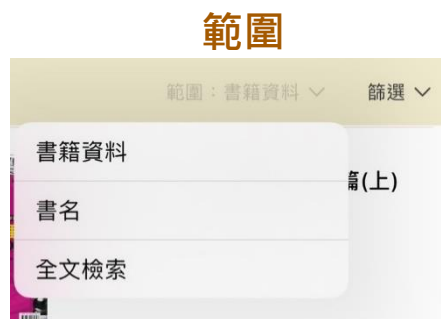 範圍
範圍：書籍資料 篩選
書籍資料
篇(上)
書名
全文檢索